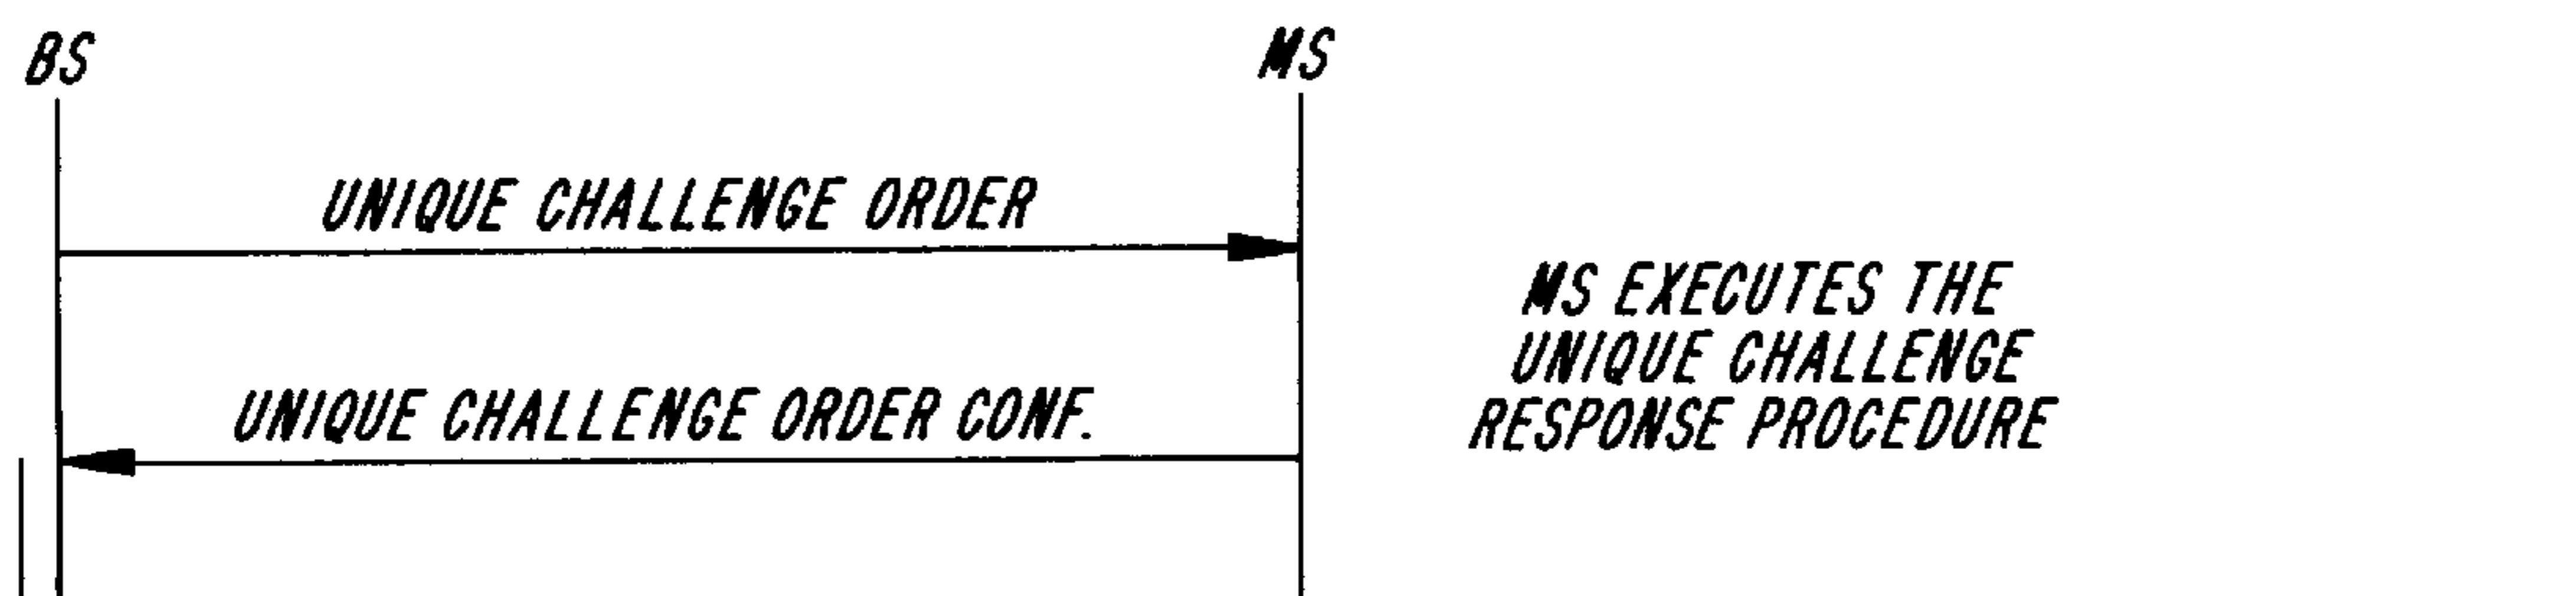 BS
MS
UNIQUE CHALLENGE ORDER
MS EXECUTES THE
UNIQUE CHALLENGE
RESPONSE PROCEDURE
UNIQUE CHALLENGE ORDER CONF.